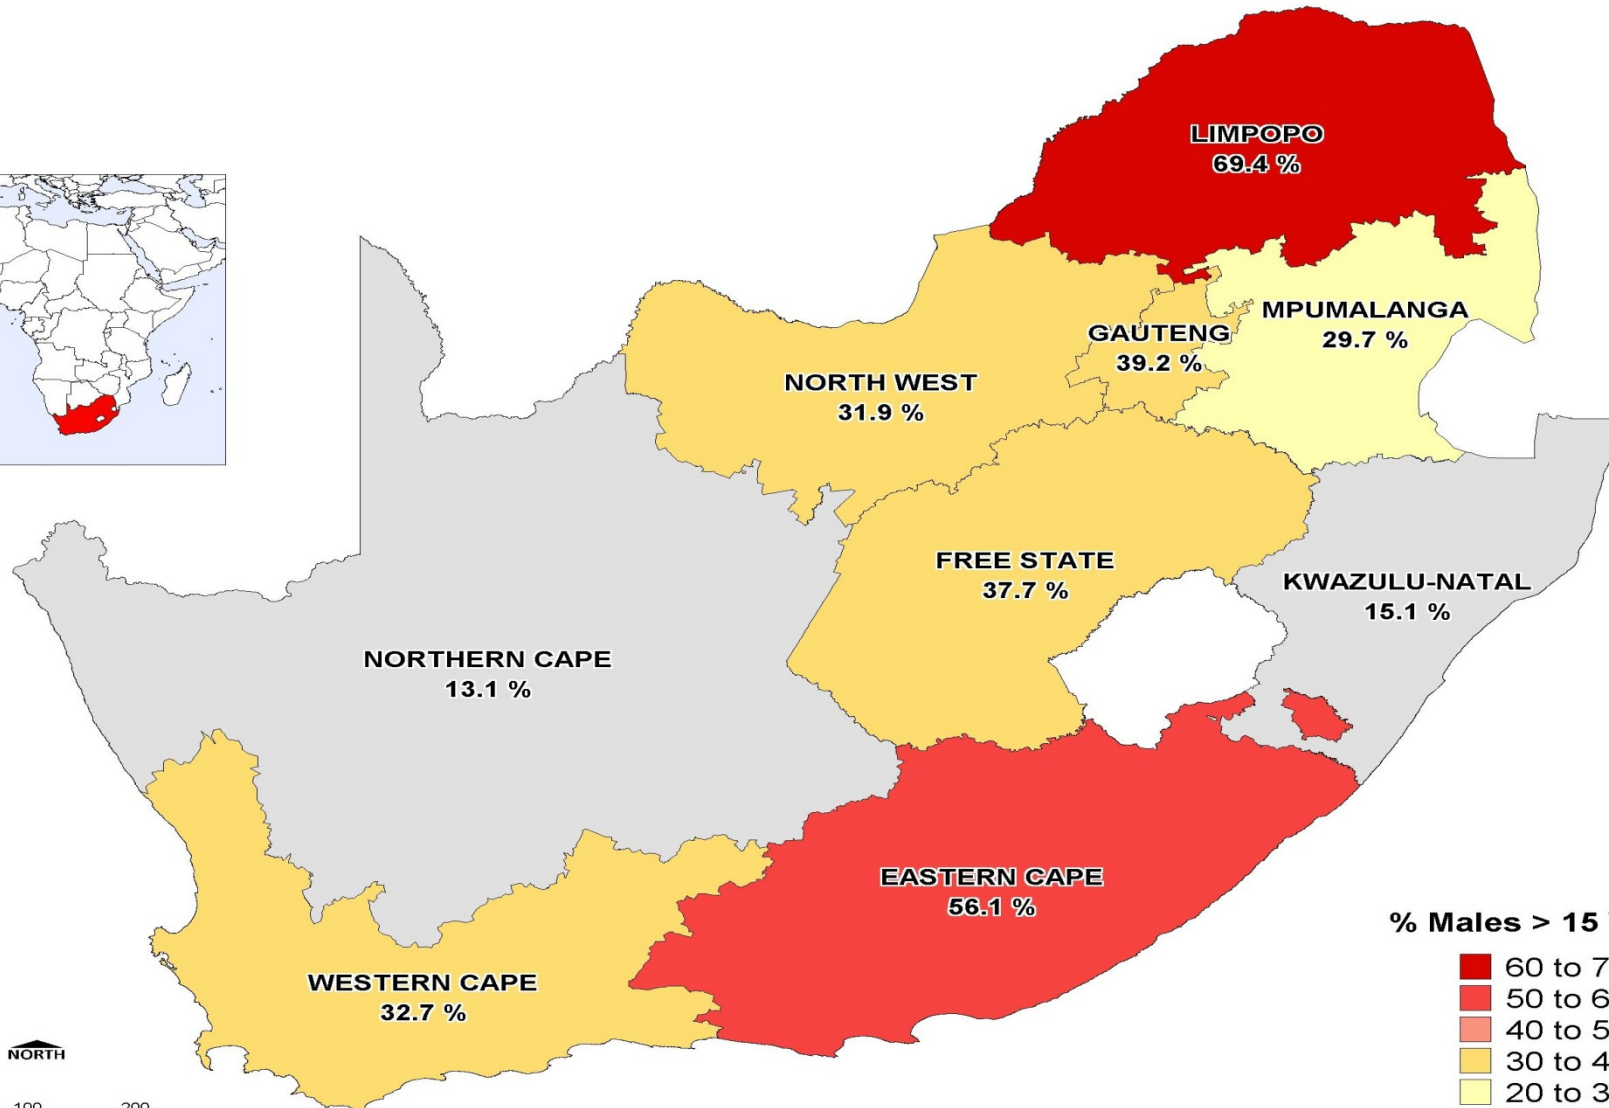 LIMPOPO
69.4 %
MPUMALANGA
29.7 %
GAUTENG
39.2 %
NORTH WEST
31.9 %
FREE STATE
37.7 %
KWAZULU-NATAL
15.1 %
NORTHERN CAPE
13.1 %
EASTERN CAPE
56.1 %
WESTERN CAPE
32.7 %
% Males > 15
60 to 7
50 to 6
40 to 5
30 to 4
20 to 3
NORTH
100 200